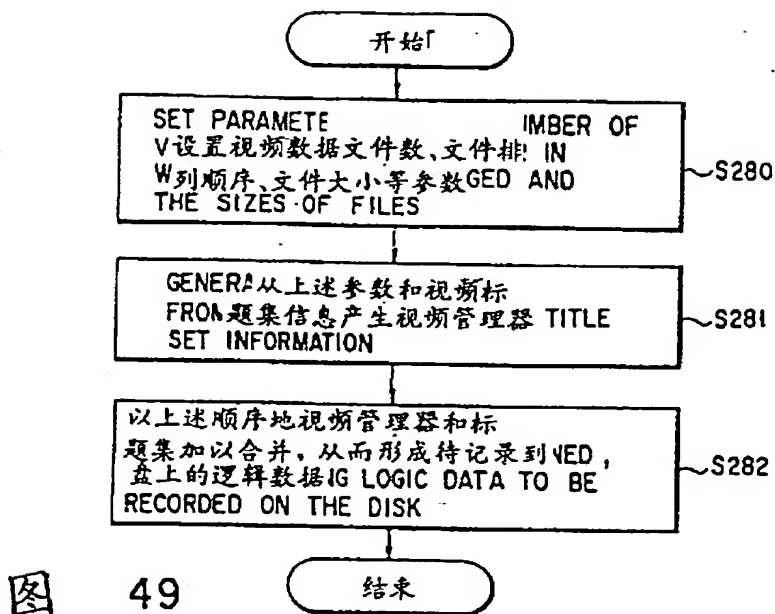 开始
SET PARAMETE IMBER OF
V设置视频数据文件数、文件排! IN
W列顺序、文件大小等参数GED AND
THE SIZES OF FILES
S280
GENERA从上述参数和视频标
FROM题集信息产生视频管理器 TITLE
SET INFORMATION
S281
以上述顺序地视频管理器和标
题集加以合并，从而形成待记录到NED,
盘上的逻辑数据IG LOGIC DATA TO BE
RECORDED ON THE DISK
S282
结束
图 49